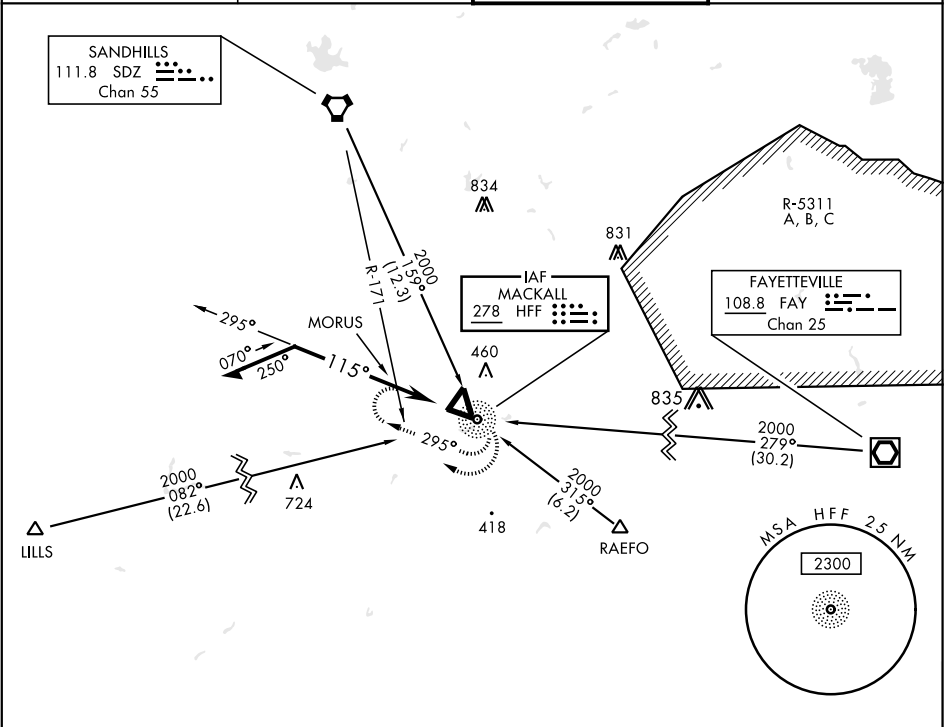 SANDHILLS
111.8 SDZ
Chan 55
834
R-5311
A, B, C
831
2000
159°
(12.3)
R-171
IAF
MACKALL
278 HFF
FAYETTEVILLE
108.8 FAY
Chan 25
295°
MORUS
070°
250°
115°
460
835
295°
2000
279°
(30.2)
2000
082°
(22.6)
724
2000
315°
(6.2)
418
LILLS
RAEFO
MSA HFF 25 NM
2300